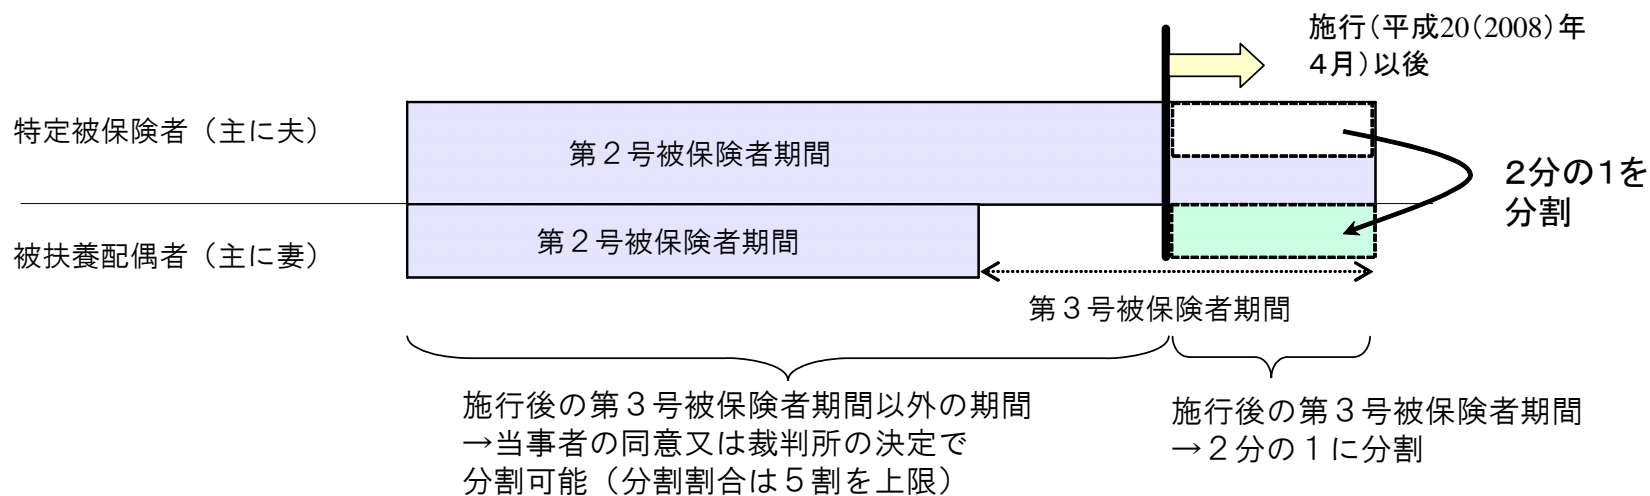 施行（平成20（2008）年
４月）以後
特定被保険者（主に夫）
第２号被保険者期間
2分の1を
分割
被扶養配偶者（主に妻）
第２号被保険者期間
第３号被保険者期間
施行後の第３号被保険者期間以外の期間
→当事者の同意又は裁判所の決定で
分割可能（分割割合は５割を上限）
施行後の第３号被保険者期間
→２分の１に分割